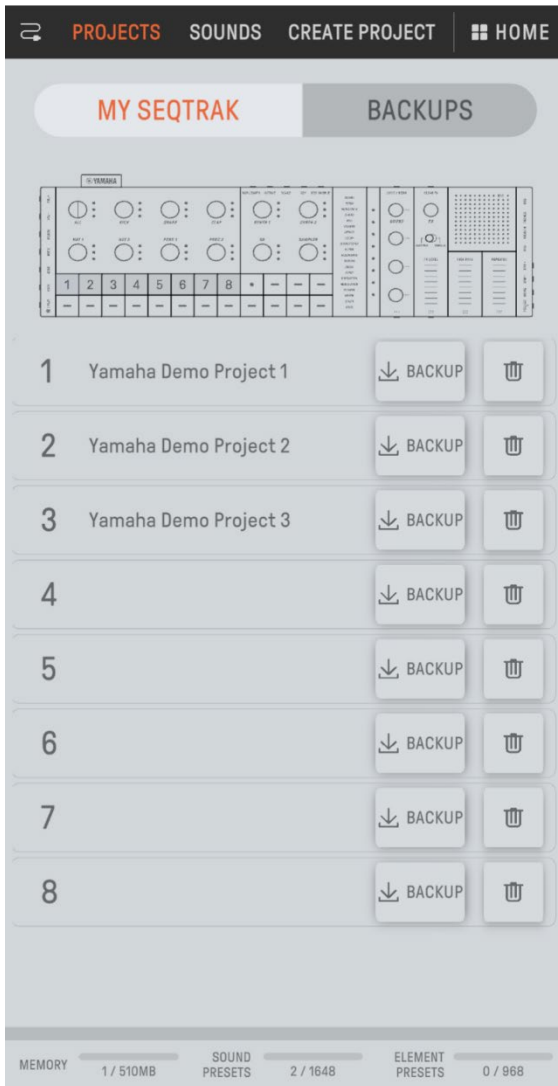 PROJECTS SOUNDS CREATE PROJECT HOME
MY SEQTRAK BACKUPS
YAMAHA
1 2 3 4 5 6 7 8
1 Yamaha Demo Project 1 BACKUP
2 Yamaha Demo Project 2 BACKUP
3 Yamaha Demo Project 3 BACKUP
4 BACKUP
5 BACKUP
6 BACKUP
7 BACKUP
8 BACKUP
MEMORY 1 / 510MB SOUND PRESETS 2 / 1648 ELEMENT PRESETS 0 / 968